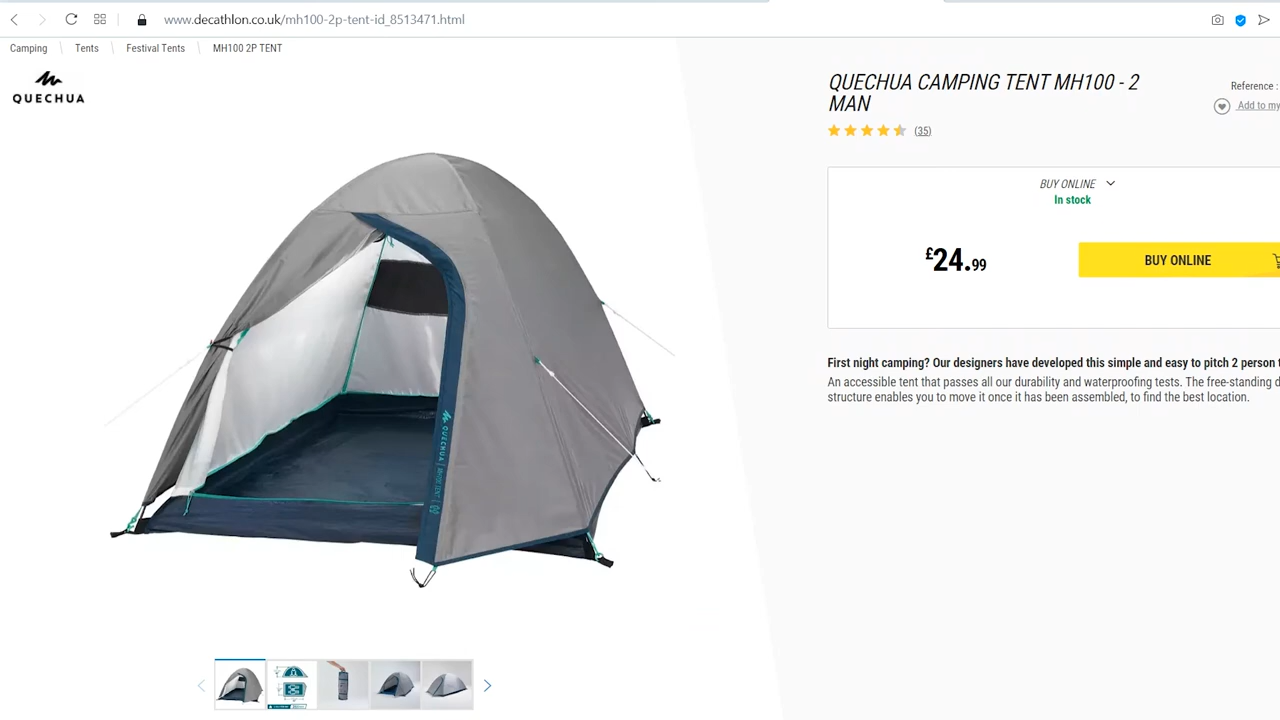 www.decathlon.co.uk/mh100-2p-tent-id_8513471.html
Camping Tents Festival Tents MH100 2P TENT
QUECHUA
QUECHUA CAMPING TENT MH100 - 2
MAN
Reference :
Add to my
(35)
BUY ONLINE
In stock
£24.99
BUY ONLINE
First night camping? Our designers have developed this simple and easy to pitch 2 person
An accessible tent that passes all our durability and waterproofing tests. The free-standing
structure enables you to move it once it has been assembled, to find the best location.
QUECHUA